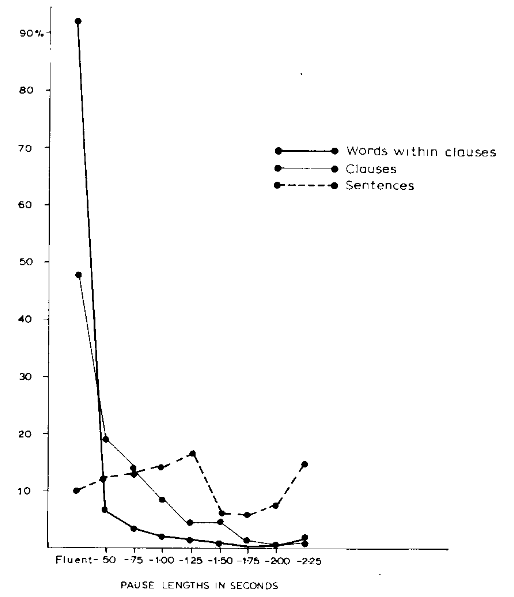 90%
80
70
Words within clauses
Clauses
Sentences
60
50
40
30
20
10
Fluent -50 -75 -1·00 -1·25 -1·50 -1·75 -2·00 -2·25
PAUSE LENGTHS IN SECONDS